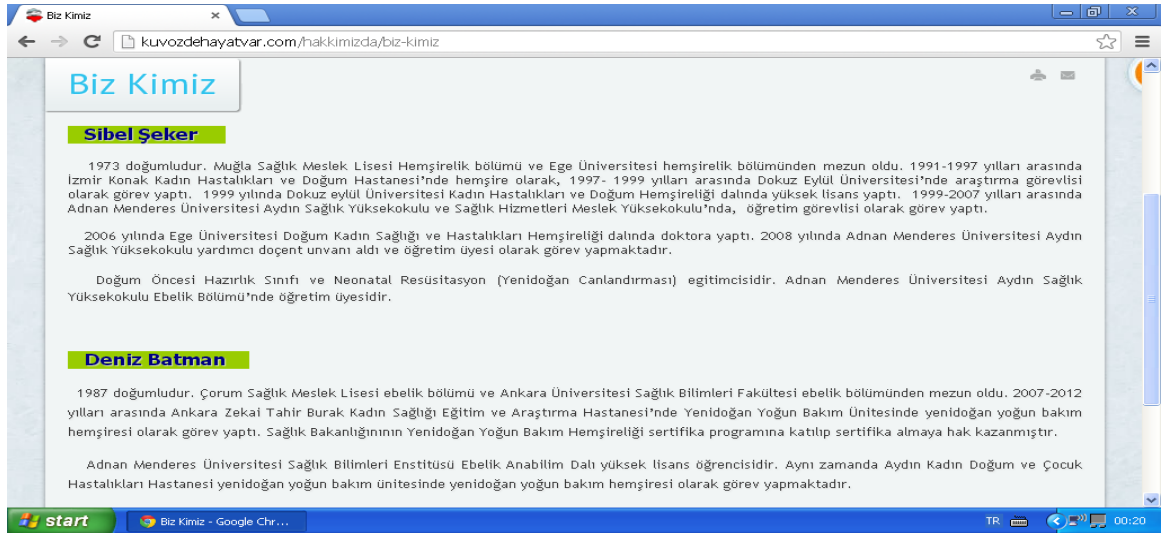 Biz Kimiz
kuvozdehayatvar.com/hakkimizda/biz-kimiz
Biz Kimiz
Sibel Şeker
1973 doğumludur. Muğla Sağlık Meslek Lisesi Hemşirelik bölümü ve Ege Üniversitesi hemşirelik bölümünden mezun oldu. 1991-1997 yılları arasında
İzmir Konak Kadın Hastalıkları ve Doğum Hastanesi'nde hemşire olarak, 1997- 1999 yılları arasında Dokuz Eylül Üniversitesi'nde araştırma görevlisi
olarak görev yaptı. 1999 yılında Dokuz eylül Üniversitesi Kadın Hastalıkları ve Doğum Hemşireliği dalında yüksek lisans yaptı. 1999-2007 yılları arasında
Adnan Menderes Üniversitesi Aydın Sağlık Yüksekokulu ve Sağlık Hizmetleri Meslek Yüksekokulu'nda, öğretim görevlisi olarak görev yaptı.
2006 yılında Ege Üniversitesi Doğum Kadın Sağlığı ve Hastalıkları Hemşireliği dalında doktora yaptı. 2008 yılında Adnan Menderes Üniversitesi Aydın
Sağlık Yüksekokulu yardımcı doçent unvanı aldı ve öğretim üyesi olarak görev yapmaktadır.
Doğum Öncesi Hazırlık Sınıfı ve Neonatal Resüsitasyon (Yenidoğan Canlandırması) egitimcisidir. Adnan Menderes Üniversitesi Aydın Sağlık
Yüksekokulu Ebelik Bölümü'nde öğretim üyesidir.
Deniz Batman
1987 doğumludur. Çorum Sağlık Meslek Lisesi ebelik bölümü ve Ankara Üniversitesi Sağlık Bilimleri Fakültesi ebelik bölümünden mezun oldu. 2007-2012
yılları arasında Ankara Zekai Tahir Burak Kadın Sağlığı Eğitim ve Araştırma Hastanesi'nde Yenidoğan Yoğun Bakım Ünitesinde yenidoğan yoğun bakım
hemşiresi olarak görev yaptı. Sağlık Bakanlığınının Yenidoğan Yoğun Bakım Hemşireliği sertifika programına katılıp sertifika almaya hak kazanmıştır.
Adnan Menderes Üniversitesi Sağlık Bilimleri Enstitüsü Ebelik Anabilim Dalı yüksek lisans öğrencisidir. Aynı zamanda Aydın Kadın Doğum ve Çocuk
Hastalıkları Hastanesi yenidoğan yoğun bakım ünitesinde yenidoğan yoğun bakım hemşiresi olarak görev yapmaktadır.
start Biz Kimiz - Google Chr... TR 00:20